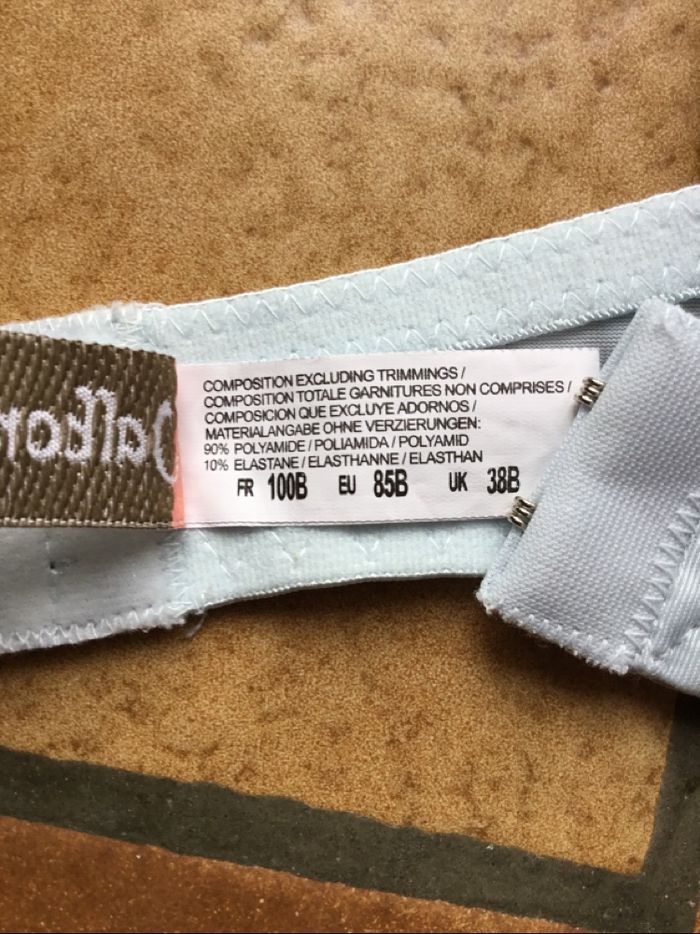 COMPOSITION EXCLUDING TRIMMINGS /
COMPOSITION TOTALE GARNITURES NON COMPRISES /
COMPOSICION QUE EXCLUYE ADORNOS /
MATERIALANGABE OHNE VERZIERUNGEN:
90% POLYAMIDE / POLIAMIDA / POLYAMID
10% ELASTANE / ELASTHANNE / ELASTHAN
FR 100B EU 85B UK 38B